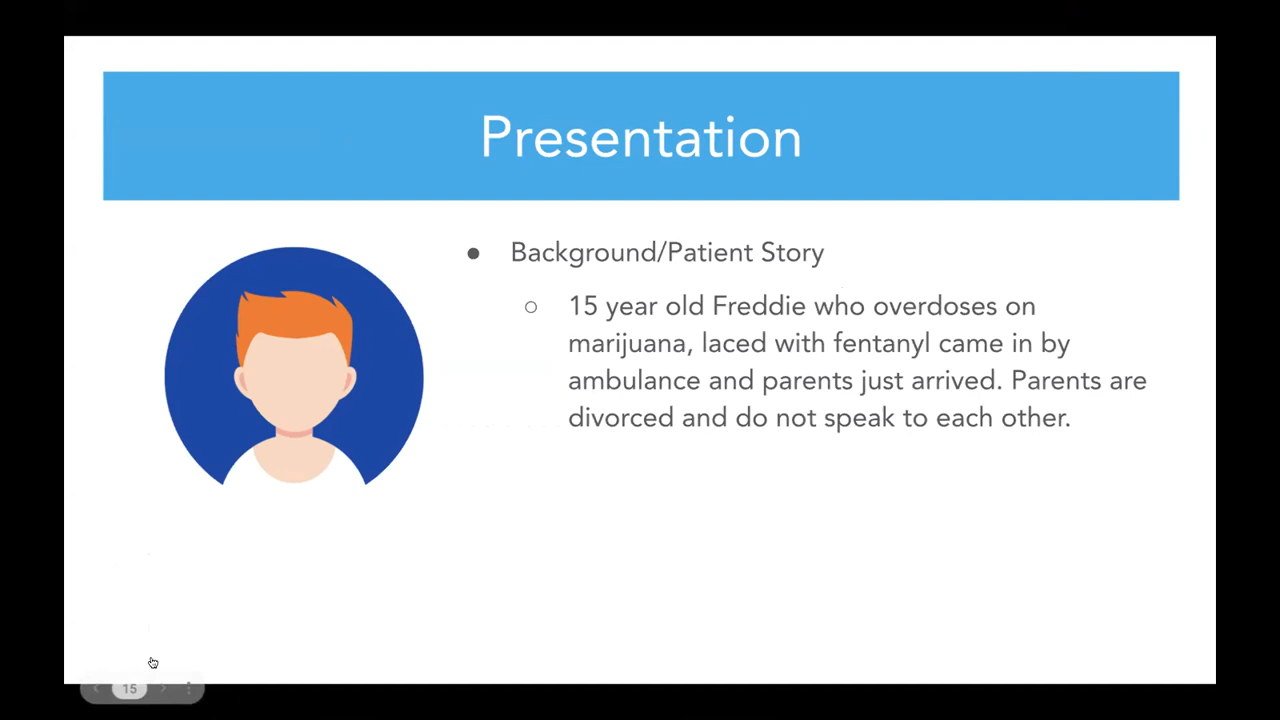 Presentation
● Background/Patient Story
○ 15 year old Freddie who overdoses on
marijuana, laced with fentanyl came in by
ambulance and parents just arrived. Parents are
divorced and do not speak to each other.
15